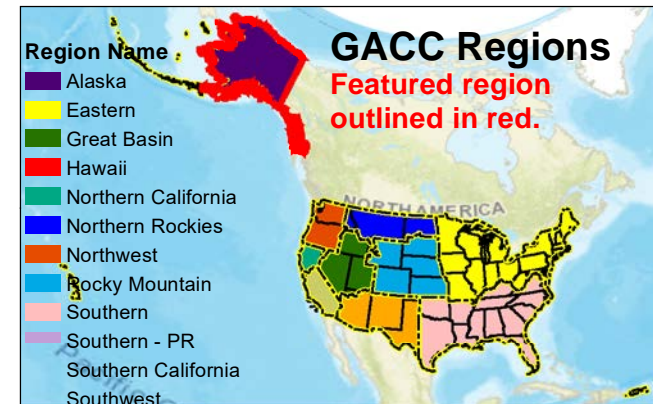 GACC Regions
Featured region
outlined in red.
Region Name
Alaska
Eastern
Great Basin
Hawaii
Northern California
Northern Rockies
Northwest
Rocky Mountain
Southern
Southern - PR
Southern California
Southwest
NORTH AMERICA
Pacific